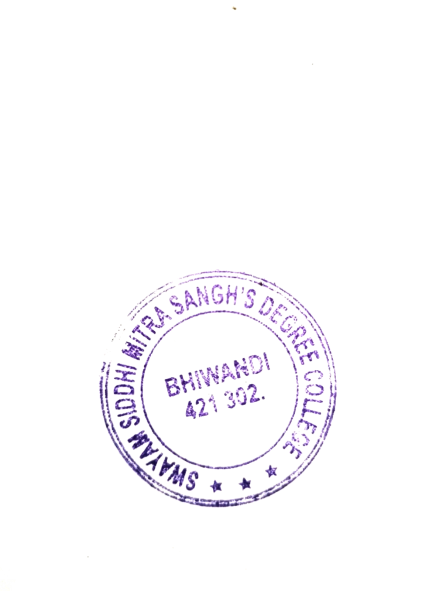 SWAYAM SIDDHI MITRA SANGH'S DEGREE COLLEGE
BHIWANDI
421 302.